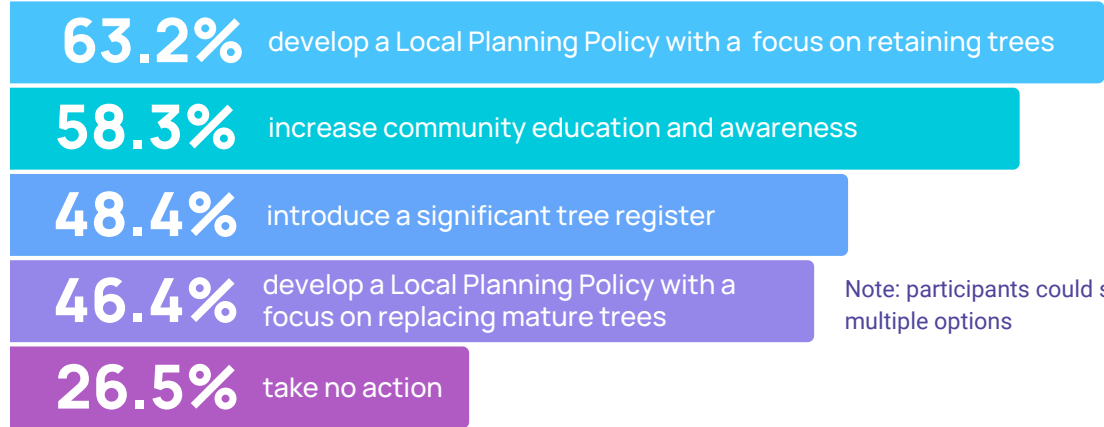 63.2% develop a Local Planning Policy with a focus on retaining trees
58.3% increase community education and awareness
48.4% introduce a significant tree register
46.4% develop a Local Planning Policy with a
focus on replacing mature trees
Note: participants could
multiple options
26.5% take no action